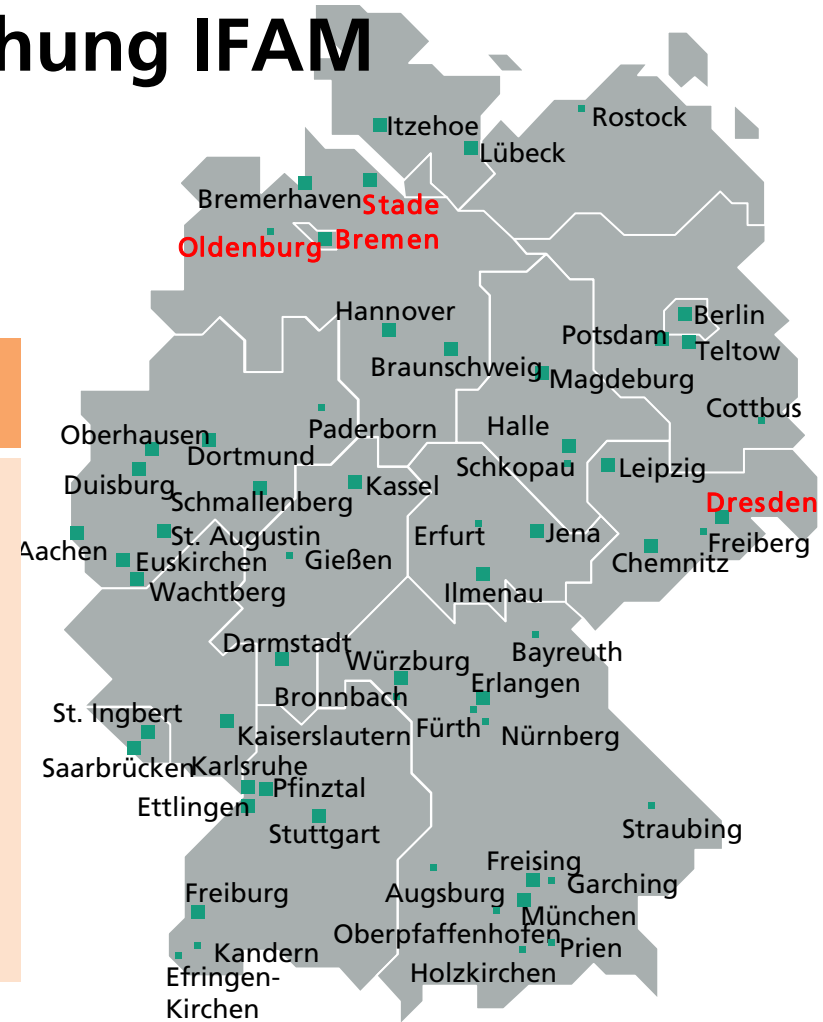 hung IFAM
Rostock
Itzehoe
Lübeck
Bremerhaven
Stade
Oldenburg
Bremen
Hannover
Berlin
Potsdam
Teltow
Braunschweig
Magdeburg
Cottbus
Paderborn
Halle
Oberhausen
Dortmund
Schkopau
Leipzig
Duisburg
Schmallenberg
Kassel
Dresden
St. Augustin
Erfurt
Jena
Freiberg
Aachen
Euskirchen
Gießen
Chemnitz
Wachtberg
Ilmenau
Darmstadt
Würzburg
Bayreuth
Bronnbach
Erlangen
St. Ingbert
Kaiserslautern
Fürth
Nürnberg
Saarbrücken
Karlsruhe
Pfinztal
Ettlingen
Stuttgart
Straubing
Freising
Freiburg
Augsburg
Garching
München
Oberpfaffenhofen
Prien
Kandern
Holzkirchen
Efringen-
Kirchen